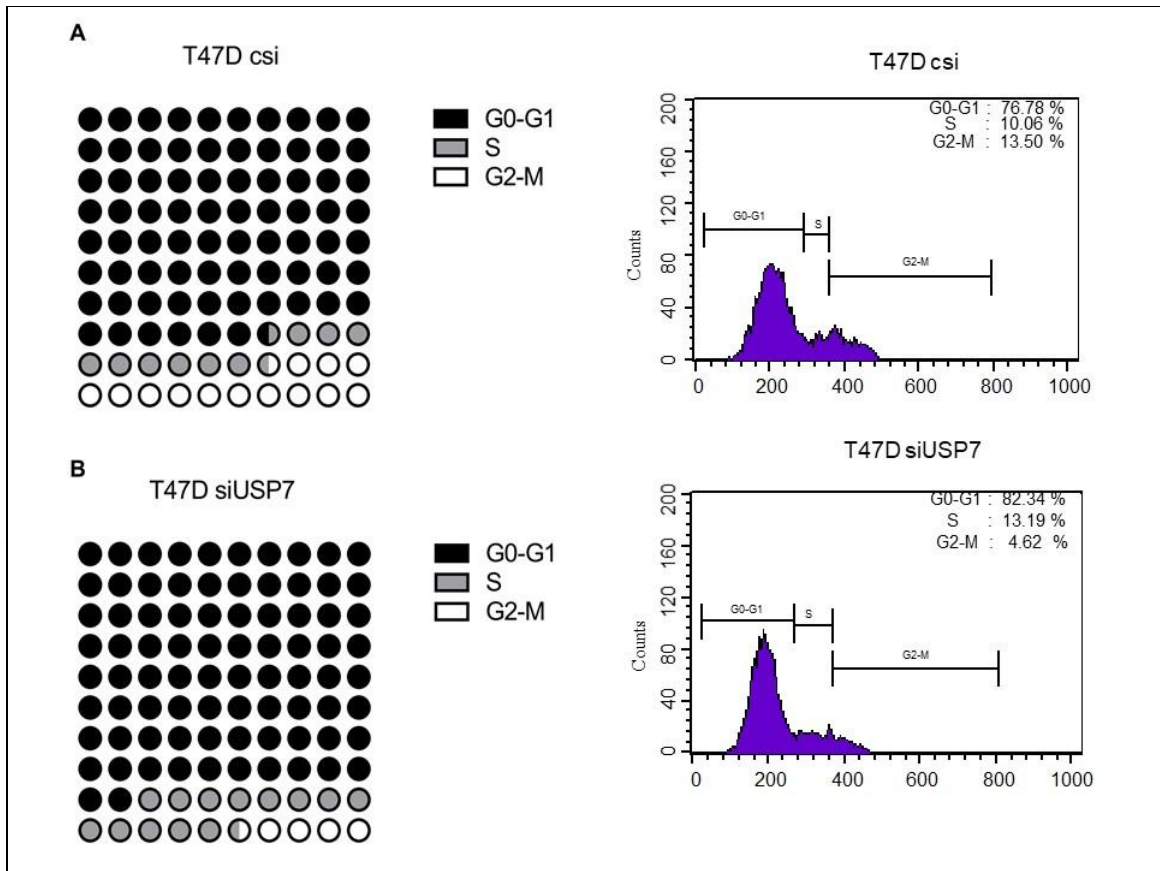 A
T47D csi
G0-G1
S
G2-M
T47D csi
G0-G1 : 76.78 %
S : 10.06 %
G2-M : 13.50 %
200
160
120
80
40
0
Counts
G0-G1
S
G2-M
0 200 400 600 800 1000
B
T47D siUSP7
G0-G1
S
G2-M
T47D siUSP7
G0-G1 : 82.34 %
S : 13.19 %
G2-M : 4.62 %
200
160
120
80
40
0
Counts
G0-G1
S
G2-M
0 200 400 600 800 1000